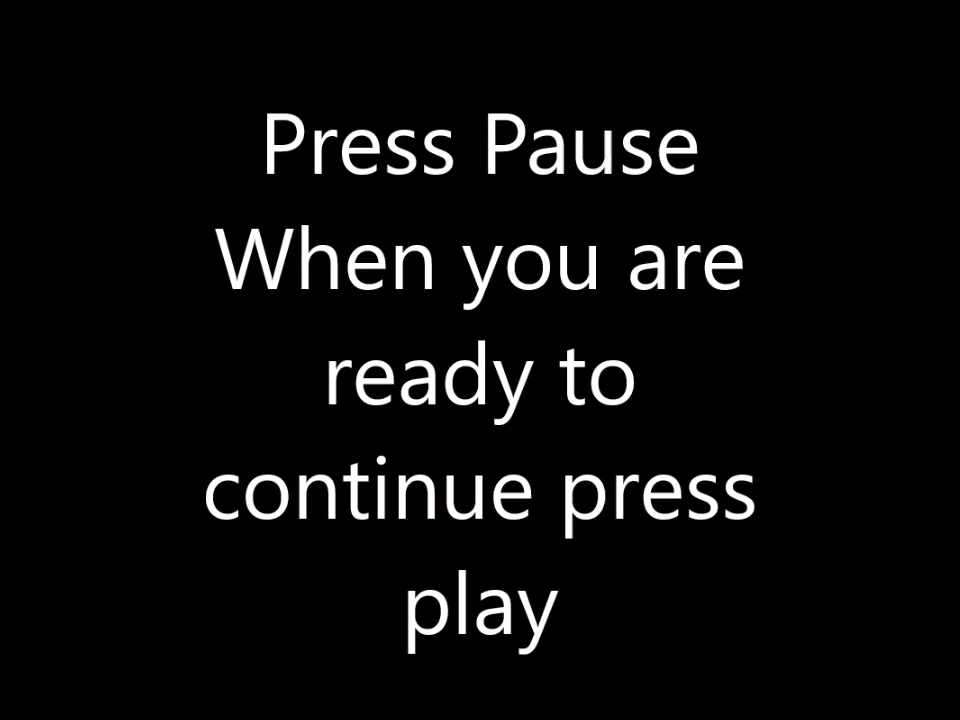 Press Pause
When you are
ready to
continue press
play